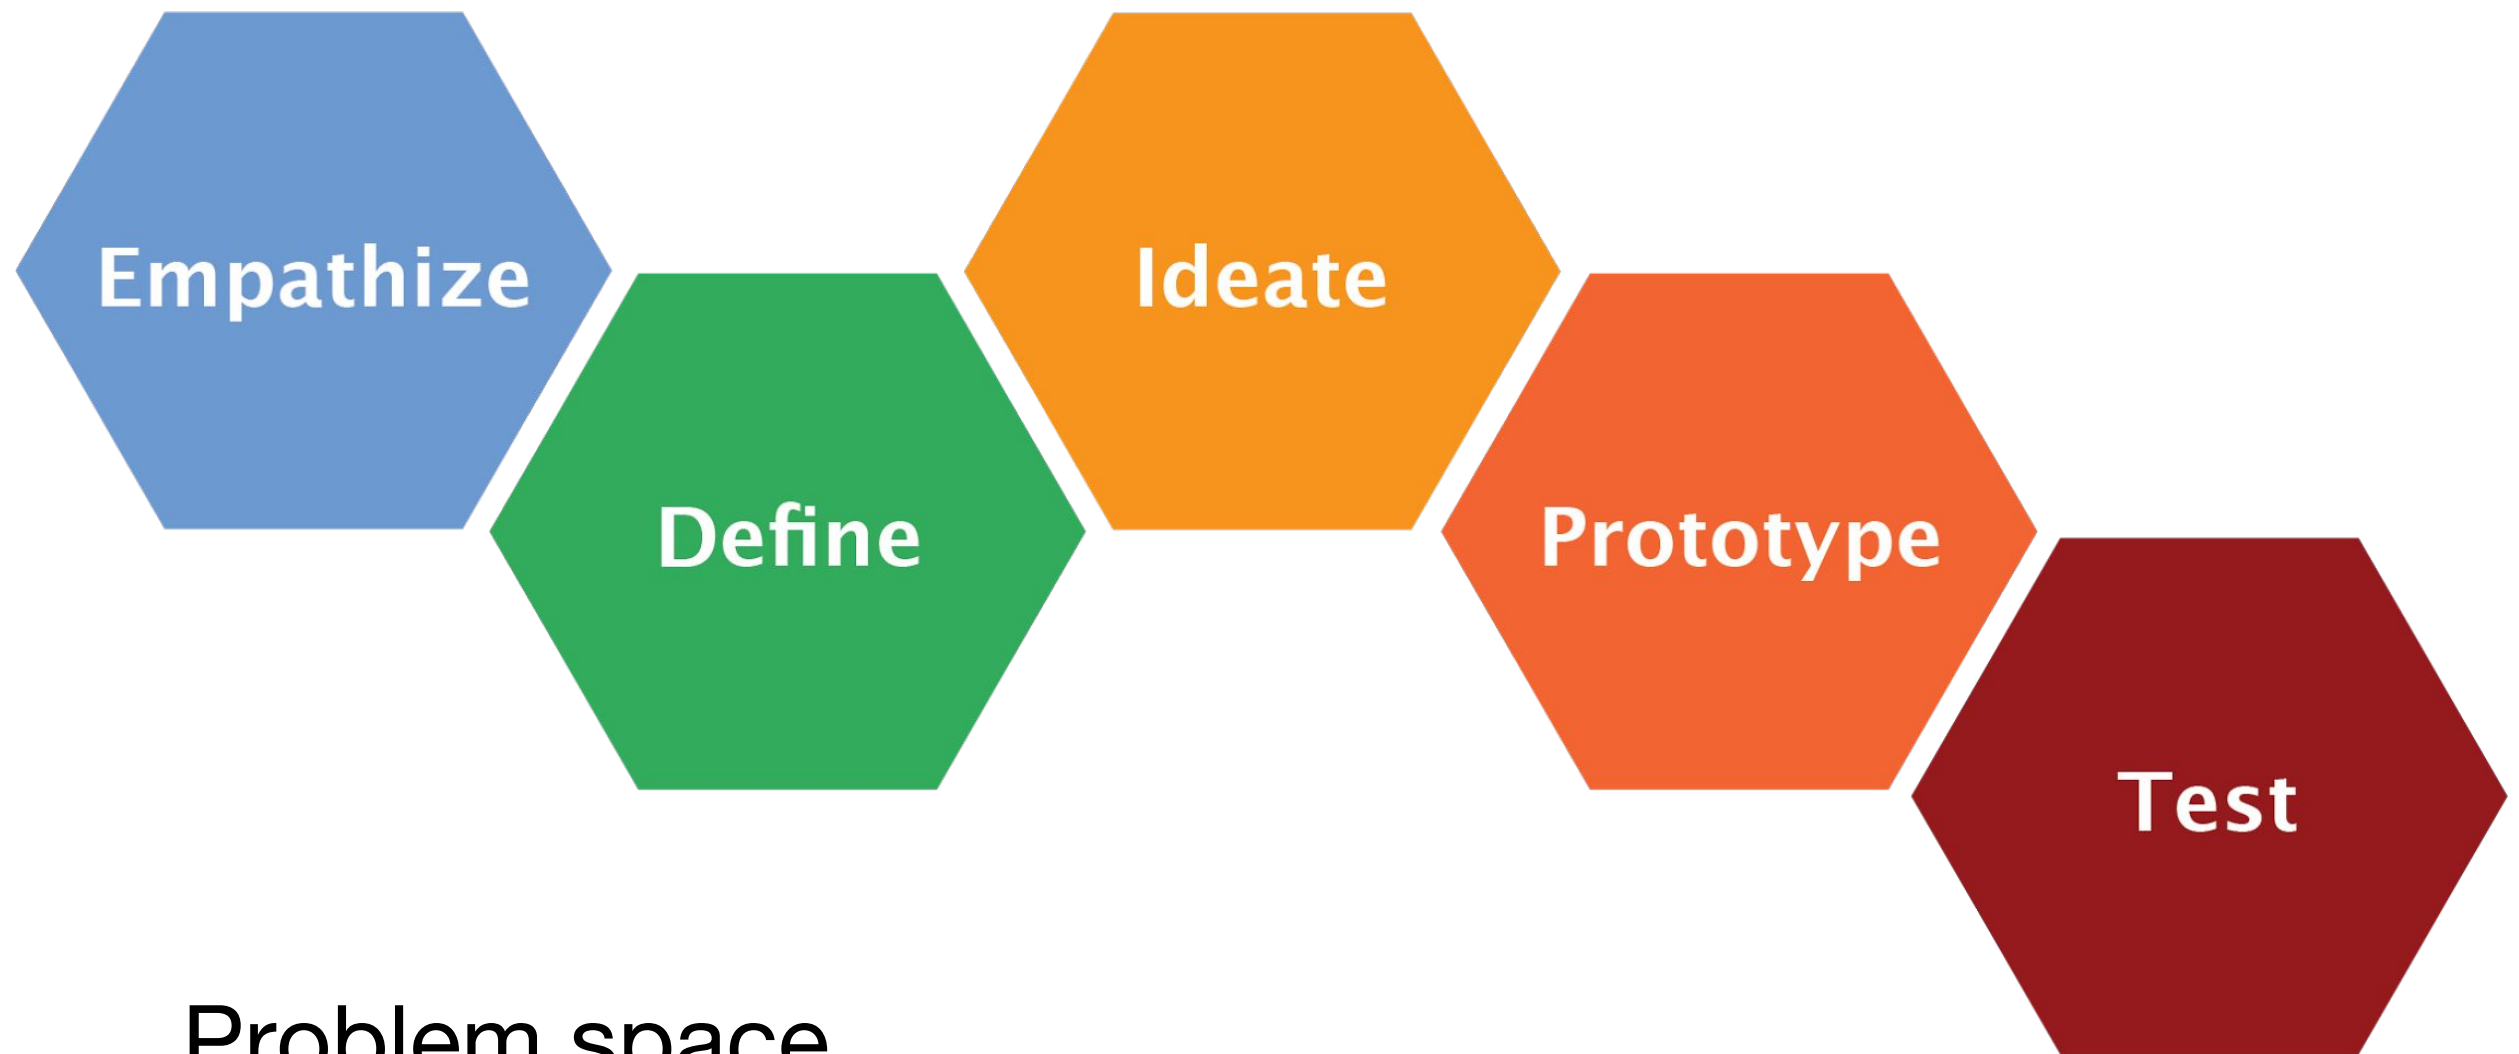 Empathize
Define
Ideate
Prototype
Test
Problem space